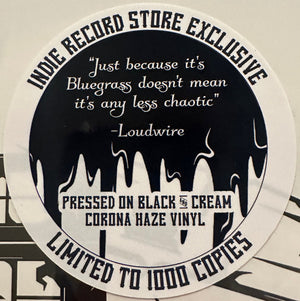 INDIE RECORD STORE EXCLUSIVE
"Just because it's
Bluegrass doesn't mean
it's any less chaotic"
-Loudwire
PRESSED ON BLACK & CREAM
CORONA HAZE VINYL
LIMITED TO 1000 COPIES